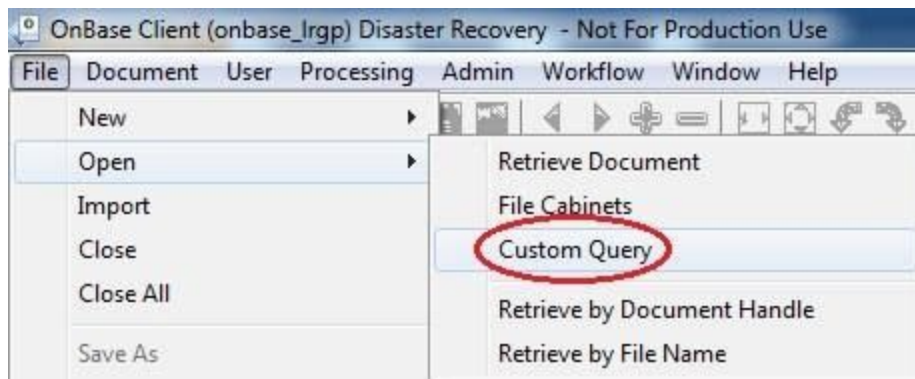 OnBase Client (onbase_lrgp) Disaster Recovery - Not For Production Use
File Document User Processing Admin Workflow Window Help
New
Open
Import
Close
Close All
Save As
Retrieve Document
File Cabinets
Custom Query
Retrieve by Document Handle
Retrieve by File Name